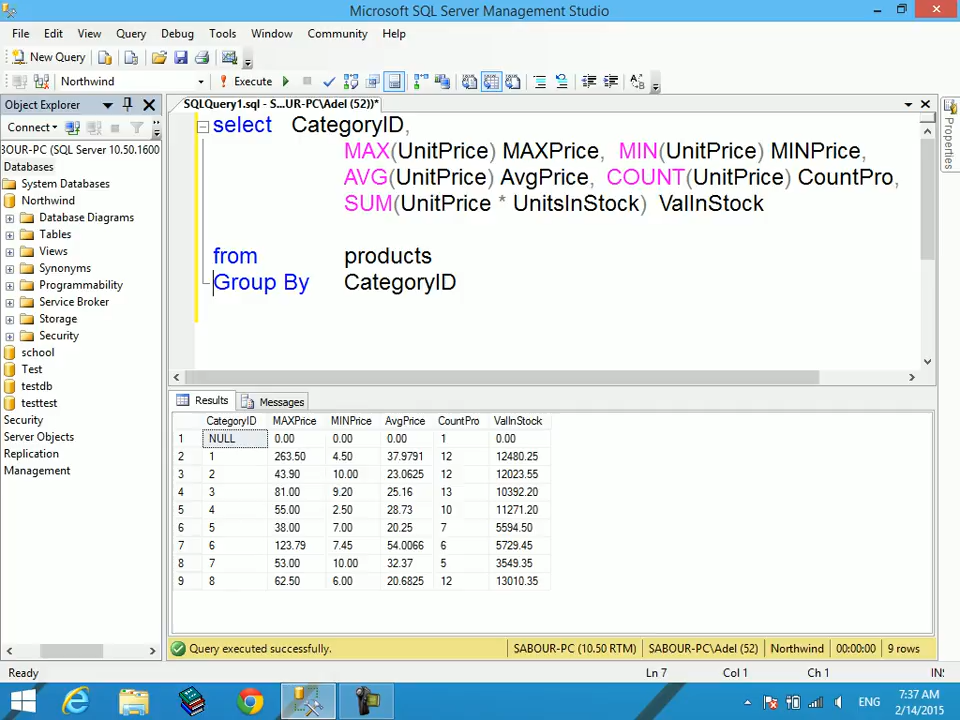 Microsoft SQL Server Management Studio
File Edit View Query Debug Tools Window Community Help
New Query
Northwind Execute
Object Explorer
SQLQuery1.sql - S...UR-PC\Adel (52))*
Connect
BOUR-PC (SQL Server 10.50.1600
Databases
System Databases
Northwind
Database Diagrams
Tables
Views
Synonyms
Programmability
Service Broker
Storage
Security
school
Test
testdb
testtest
Security
Server Objects
Replication
Management
select CategoryID,
MAX(UnitPrice) MAXPrice, MIN(UnitPrice) MINPrice,
AVG(UnitPrice) AvgPrice, COUNT(UnitPrice) CountPro,
SUM(UnitPrice * UnitsInStock) ValInStock
from products
Group By CategoryID
Properties
Results Messages
CategoryID MAXPrice MINPrice AvgPrice CountPro ValInStock
1 NULL 0.00 0.00 0.00 1 0.00
2 1 263.50 4.50 37.9791 12 12480.25
3 2 43.90 10.00 23.0625 12 12023.55
4 3 81.00 9.20 25.16 13 10392.20
5 4 55.00 2.50 28.73 10 11271.20
6 5 38.00 7.00 20.25 7 5594.50
7 6 123.79 7.45 54.0066 6 5729.45
8 7 53.00 10.00 32.37 5 3549.35
9 8 62.50 6.00 20.6825 12 13010.35
Query executed successfully. SABOUR-PC (10.50 RTM) SABOUR-PC\Adel (52) Northwind 00:00:00 9 rows
Ready Ln 7 Col 1 Ch 1 INS
ENG
7:37 AM
2/14/2015